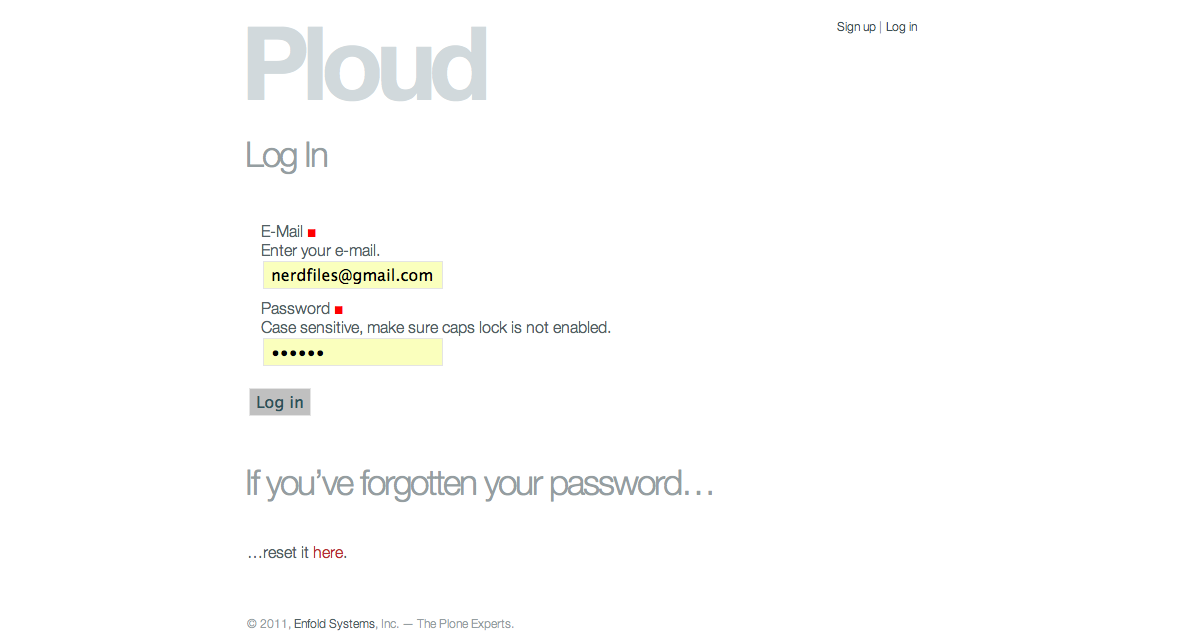 Sign up | Log in
Ploud
Log In
E-Mail
Enter your e-mail.
nerdfiles@gmail.com
Password
Case sensitive, make sure caps lock is not enabled.
••••••
Log in
If you’ve forgotten your password…
…reset it here.
© 2011, Enfold Systems, Inc. — The Plone Experts.